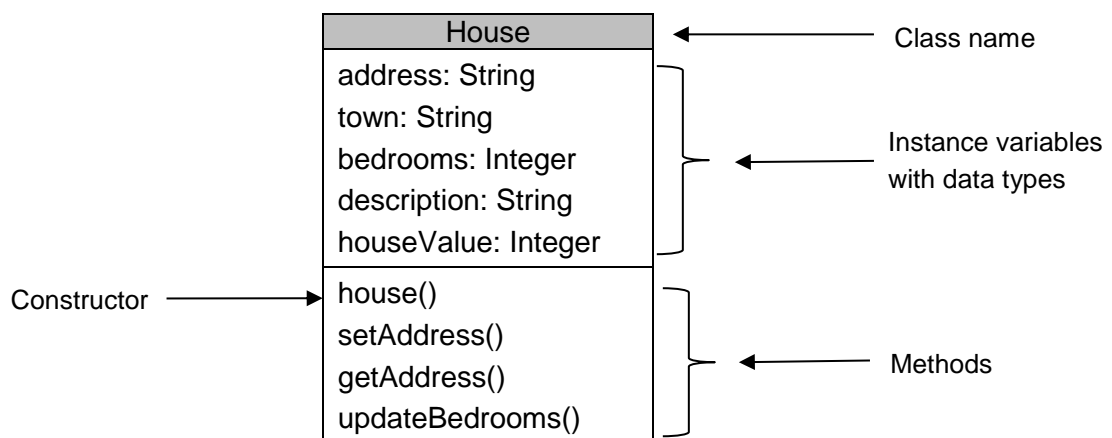 House
Class name
address: String
town: String
bedrooms: Integer
description: String
houseValue: Integer
Instance variables
with data types
Constructor
house()
setAddress()
getAddress()
updateBedrooms()
Methods